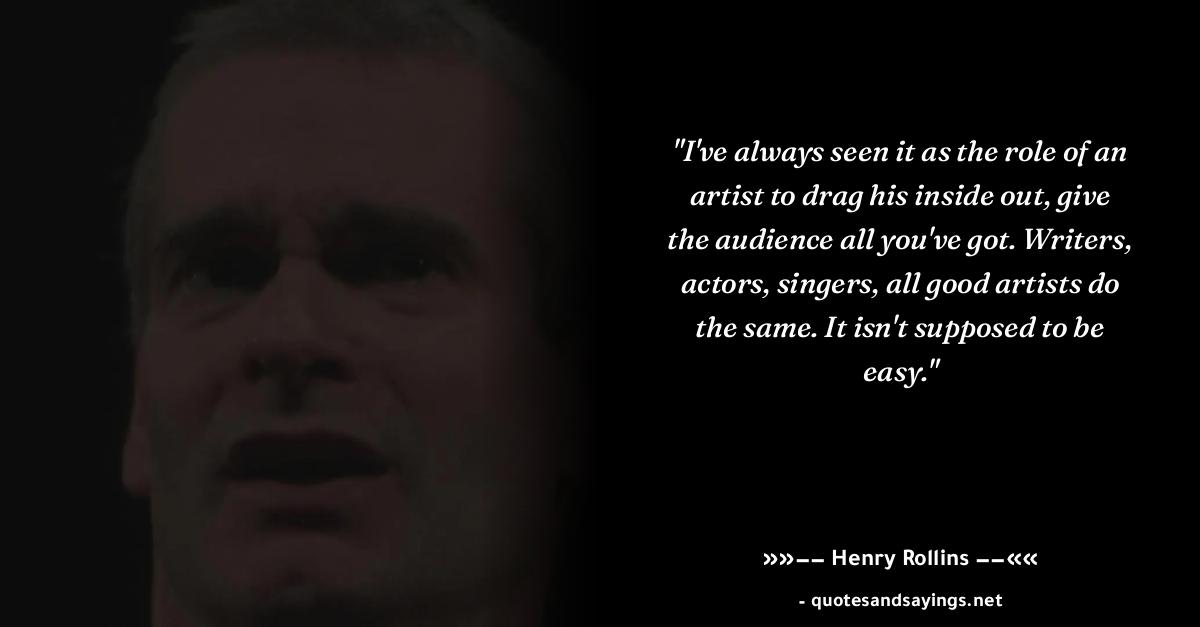 "I've always seen it as the role of an
artist to drag his inside out, give
the audience all you've got. Writers,
actors, singers, all good artists do
the same. It isn't supposed to be
easy."
»»–– Henry Rollins ––««
- quotesandsayings.net